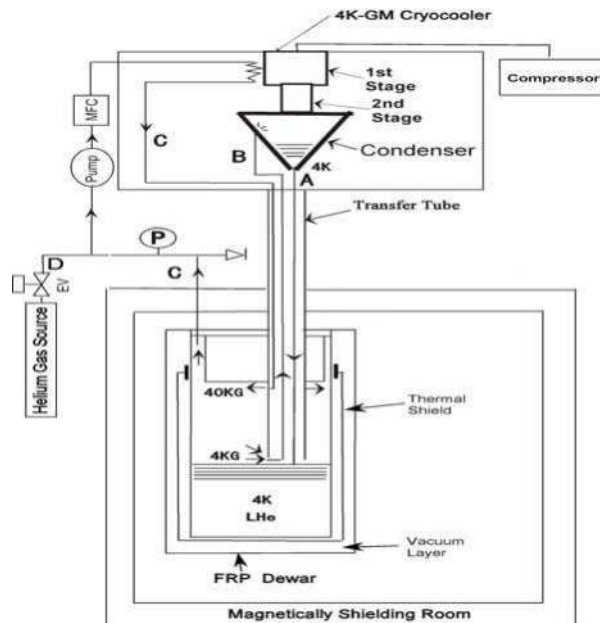 4K-GM Cryocooler
1st
Stage
2nd
Stage
Compressor
MFC
C
B
Condenser
4K
A
Pump
Transfer Tube
P
D
C
EV
Helium Gas Source
40KG
Thermal
Shield
4KG
4K
LHe
Vacuum
Layer
FRP Dewar
Magnetically Shielding Room